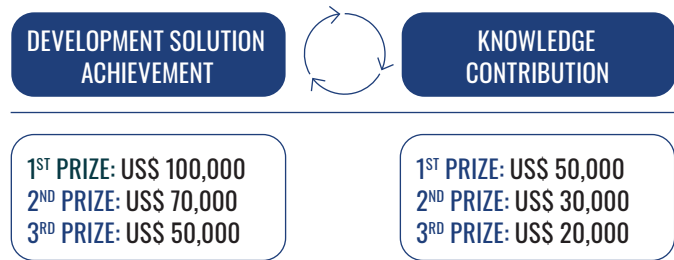 DEVELOPMENT SOLUTION
ACHIEVEMENT
KNOWLEDGE
CONTRIBUTION
1ST PRIZE: US$ 100,000
2ND PRIZE: US$ 70,000
3RD PRIZE: US$ 50,000
1ST PRIZE: US$ 50,000
2ND PRIZE: US$ 30,000
3RD PRIZE: US$ 20,000